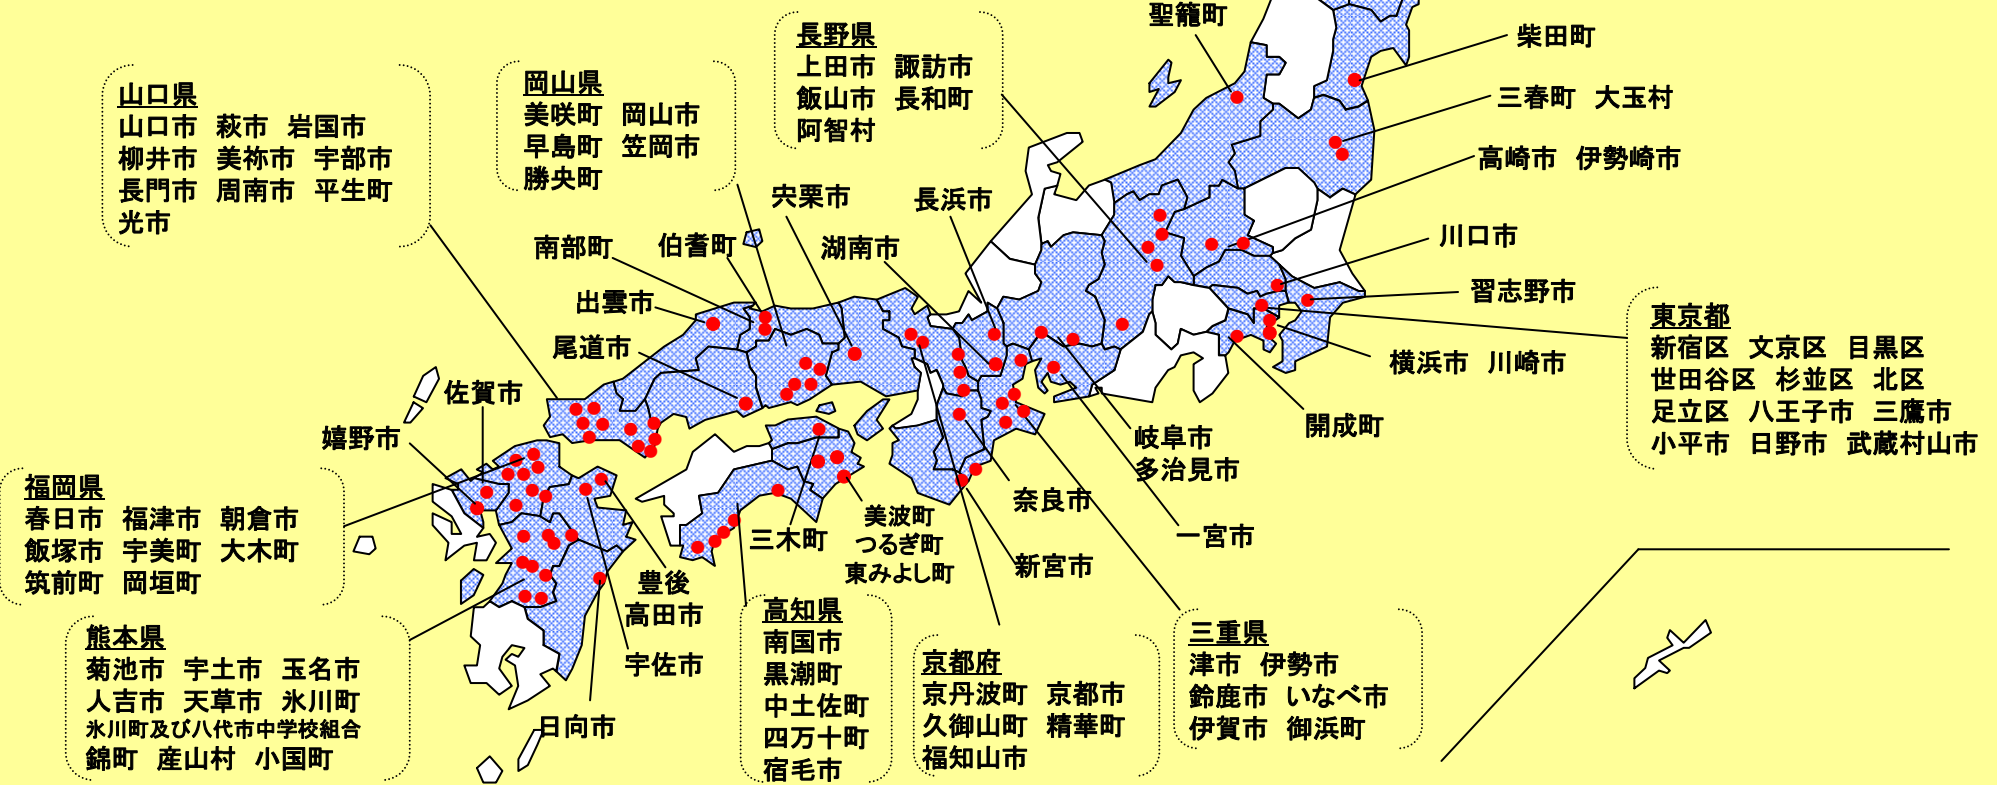 聖籠町
柴田町
三春町　大玉村
高崎市　伊勢崎市
川口市
習志野市
横浜市　川崎市
開成町
東京都
新宿区　文京区　目黒区
世田谷区　杉並区　北区
足立区　八王子市　三鷹市
小平市　日野市　武蔵村山市
長野県
上田市　諏訪市
飯山市　長和町
阿智村
岡山県
美咲町　岡山市
早島町　笠岡市
勝央町
山口県
山口市　萩市　岩国市
柳井市　美祢市　宇部市
長門市　周南市　平生町
光市
宍粟市
長浜市
湖南市
伯耆町
南部町
出雲市
尾道市
佐賀市
嬉野市
福岡県
春日市　福津市　朝倉市
飯塚市　宇美町　大木町
筑前町　岡垣町
熊本県
菊池市　宇土市　玉名市
人吉市　天草市　氷川町
氷川町及び八代市中学校組合
錦町　産山村　小国町
日向市
宇佐市
豊後
高田市
三木町
高知県
南国市
黒潮町
中土佐町
四万十町
宿毛市
美波町
つるぎ町
東みよし町
京都府
京丹波町　京都市
久御山町　精華町
福知山市
新宮市
奈良市
岐阜市
多治見市
一宮市
三重県
津市　伊勢市
鈴鹿市　いなべ市
伊賀市　御浜町